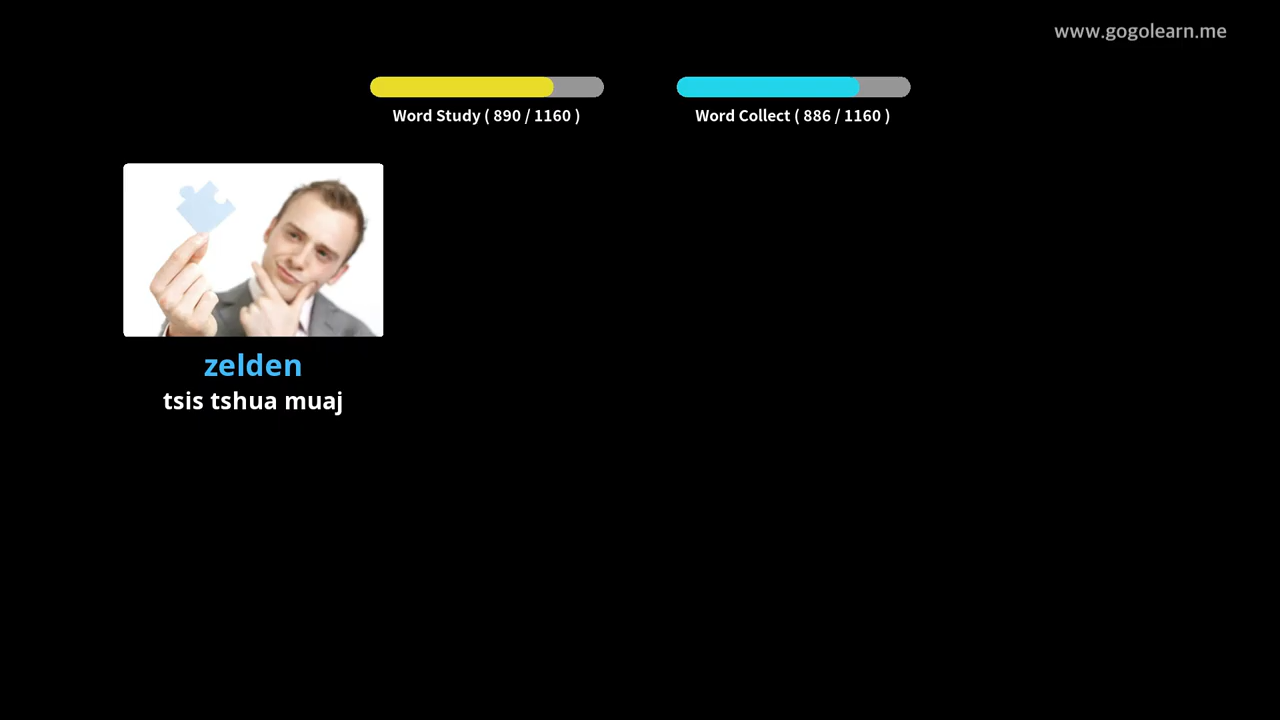 www.gogolearn.me
Word Study ( 890 / 1160 )
Word Collect ( 886 / 1160 )
zelden
tsis tshua muaj